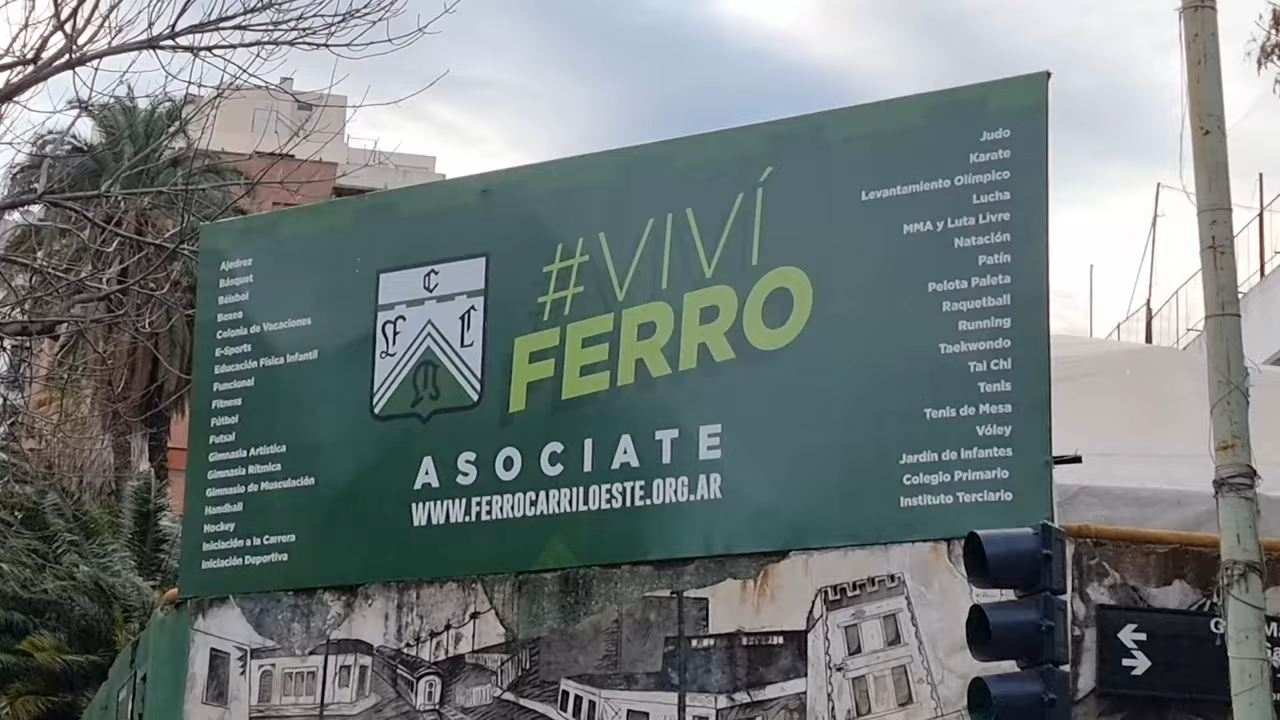 Ajedrez
Básquet
Béisbol
Boxeo
Colonia de Vacaciones
E-Sports
Educación Física Infantil
Funcional
Fitness
Fútbol
Futsal
Gimnasia Artística
Gimnasia Rítmica
Gimnasio de Musculación
Handball
Hockey
Iniciación a la Carrera
Iniciación Deportiva
C
F C
O
#VIVÍ
FERRO
ASOCIATE
WWW.FERROCARRILOESTE.ORG.AR
Judo
Karate
Levantamiento Olímpico
Lucha
MMA y Luta Livre
Natación
Patín
Pelota Paleta
Raquetball
Running
Taekwondo
Tai Chi
Tenis
Tenis de Mesa
Vóley
Jardín de Infantes
Colegio Primario
Instituto Terciario